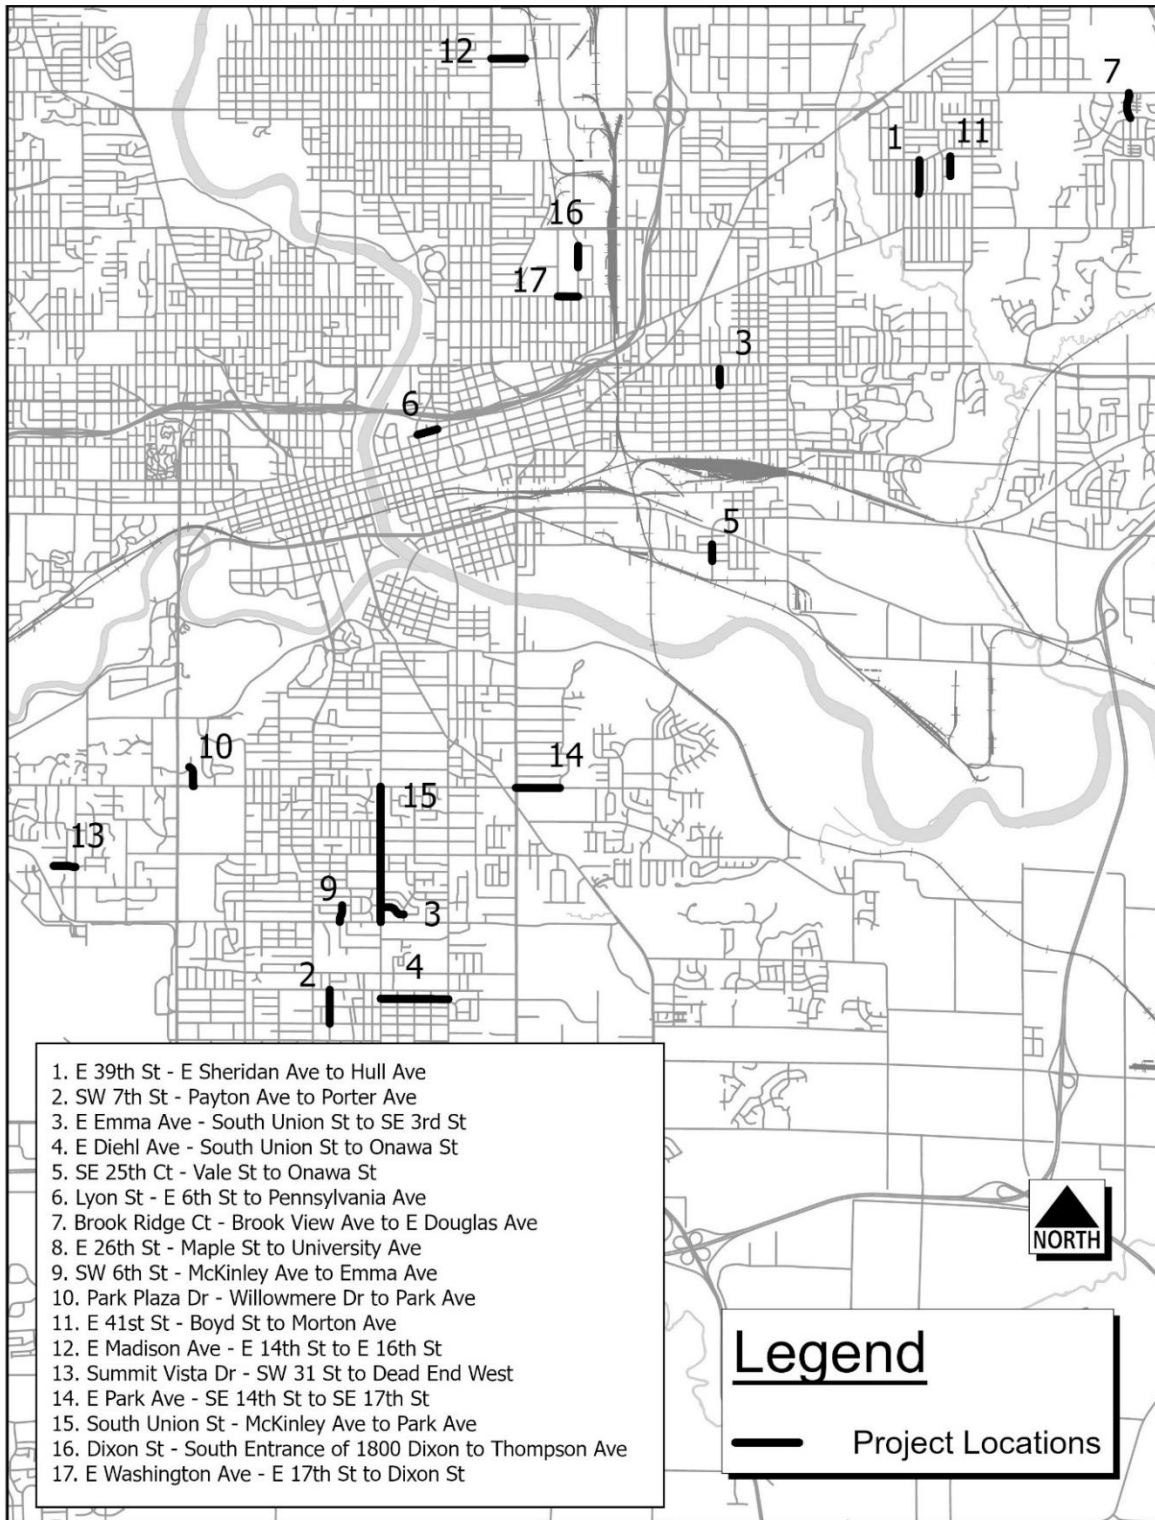 12
7
1
11
16
17
3
6
5
10
14
15
13
9
3
2
4
1. E 39th St - E Sheridan Ave to Hull Ave
2. SW 7th St - Payton Ave to Porter Ave
3. E Emma Ave - South Union St to SE 3rd St
4. E Diehl Ave - South Union St to Onawa St
5. SE 25th Ct - Vale St to Onawa St
6. Lyon St - E 6th St to Pennsylvania Ave
7. Brook Ridge Ct - Brook View Ave to E Douglas Ave
8. E 26th St - Maple St to University Ave
9. SW 6th St - McKinley Ave to Emma Ave
10. Park Plaza Dr - Willowmere Dr to Park Ave
11. E 41st St - Boyd St to Morton Ave
12. E Madison Ave - E 14th St to E 16th St
13. Summit Vista Dr - SW 31 St to Dead End West
14. E Park Ave - SE 14th St to SE 17th St
15. South Union St - McKinley Ave to Park Ave
16. Dixon St - South Entrance of 1800 Dixon to Thompson Ave
17. E Washington Ave - E 17th St to Dixon St
NORTH
Legend
Project Locations